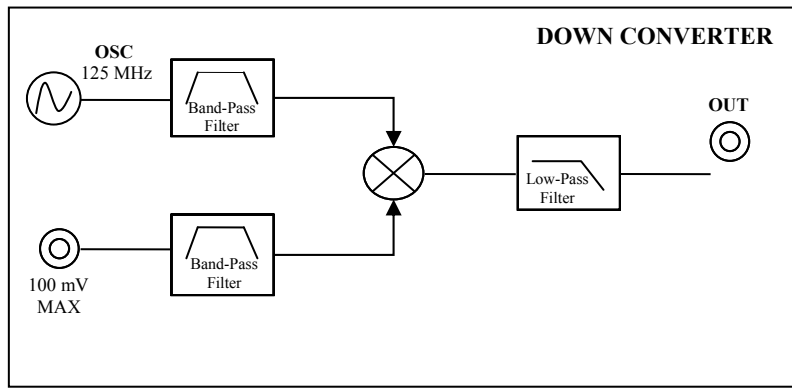 DOWN CONVERTER
OSC
125 MHz
Band-Pass
Filter
OUT
Low-Pass
Filter
Band-Pass
Filter
100 mV
MAX